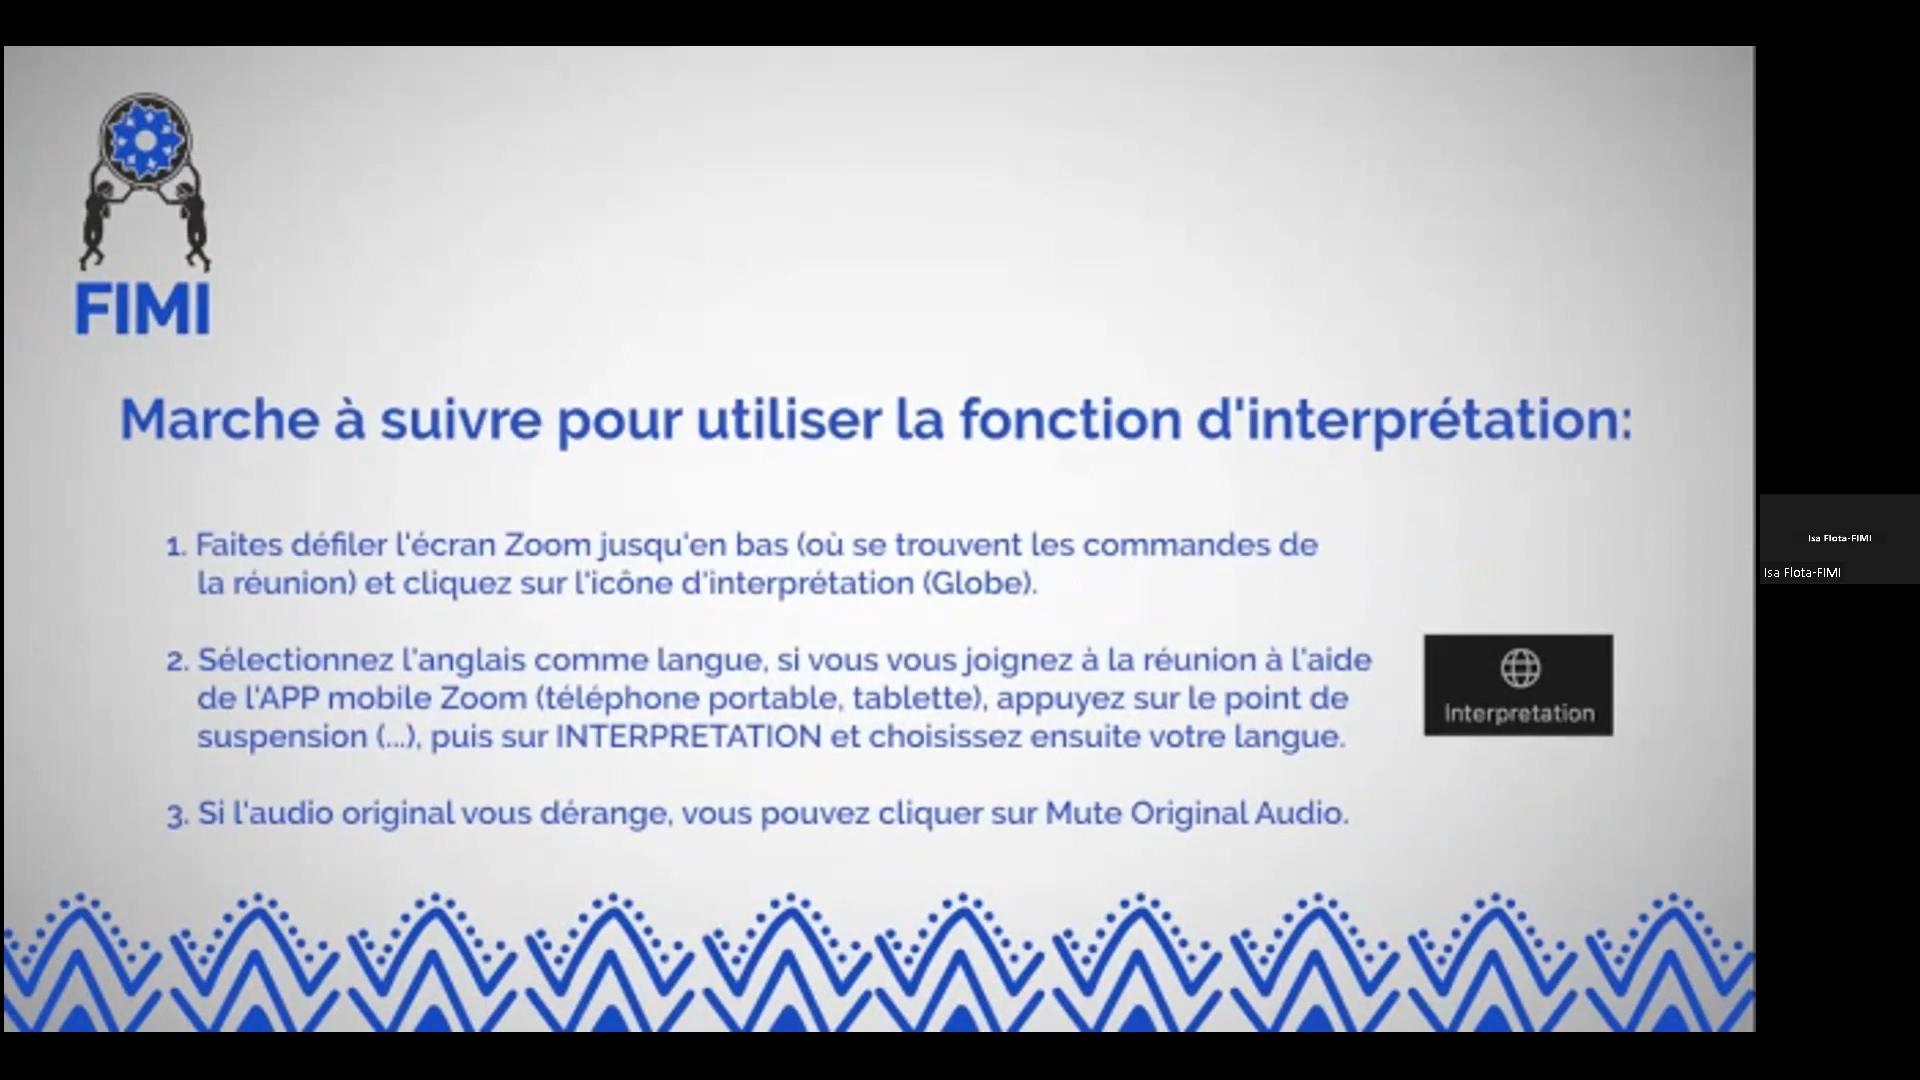 FIMI
Marche à suivre pour utiliser la fonction d'interprétation:
1. Faites défiler l'écran Zoom jusqu'en bas (où se trouvent les commandes de
la réunion) et cliquez sur l'icône d'interprétation (Globe).
2. Sélectionnez l'anglais comme langue, si vous vous joignez à la réunion à l'aide
de l'APP mobile Zoom (téléphone portable, tablette), appuyez sur le point de
suspension (...), puis sur INTERPRETATION et choisissez ensuite votre langue.
Interpretation
3. Si l'audio original vous dérange, vous pouvez cliquer sur Mute Original Audio.
Isa Flota-FIMI
Isa Flota-FIMI